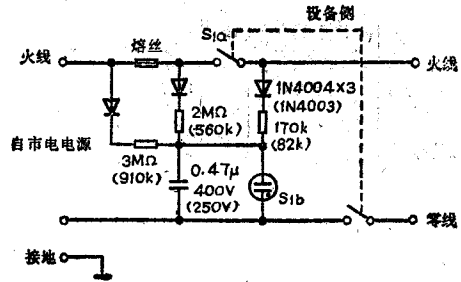 设备侧
S1a
火线
熔丝
火线
1N4004×3
(1N4003)
2MΩ
(560k)
170k
(82k)
自市电电源
3MΩ
(910k)
0.47μ
400V
(250V)
S1b
零线
接地